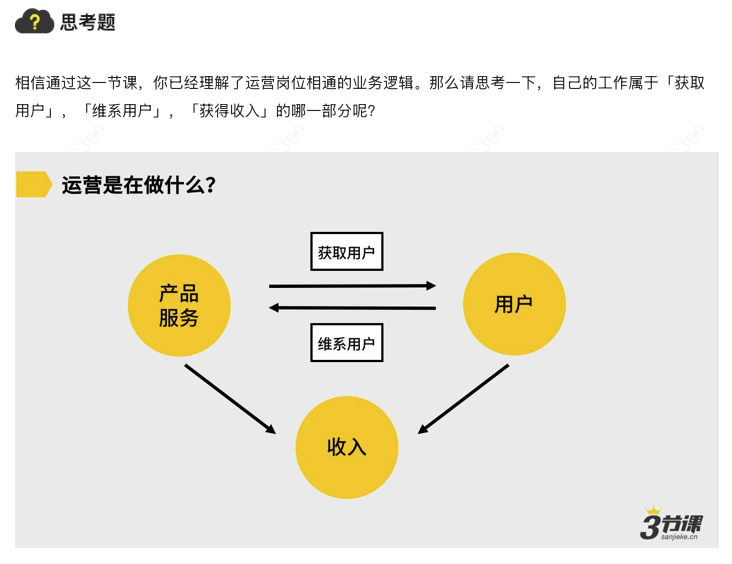 思考题
相信通过这一节课，你已经理解了运营岗位相通的业务逻辑。那么请思考一下，自己的工作属于「获取
用户」，「维系用户」，「获得收入」的哪一部分呢？
运营是在做什么？
获取用户
产品
服务
用户
维系用户
收入
3节课
sanjieke.cn